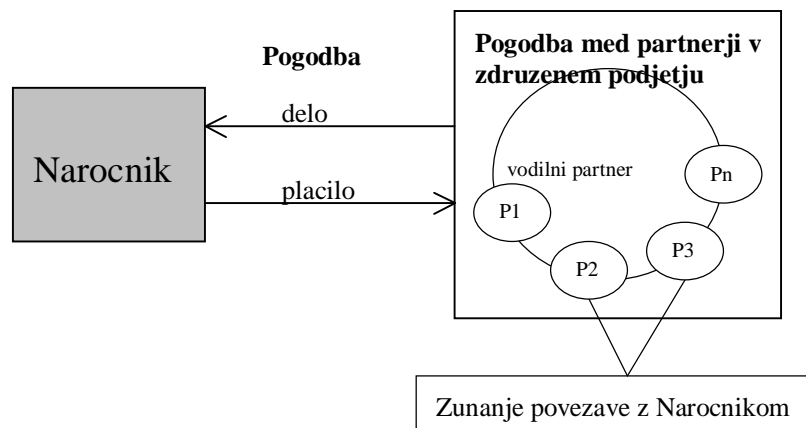 Pogodba
Pogodba med partnerji v
zdruzenem podjetju
delo
Narocnik
placilo
vodilni partner
P1
P2
P3
Pn
Zunanje povezave z Narocnikom